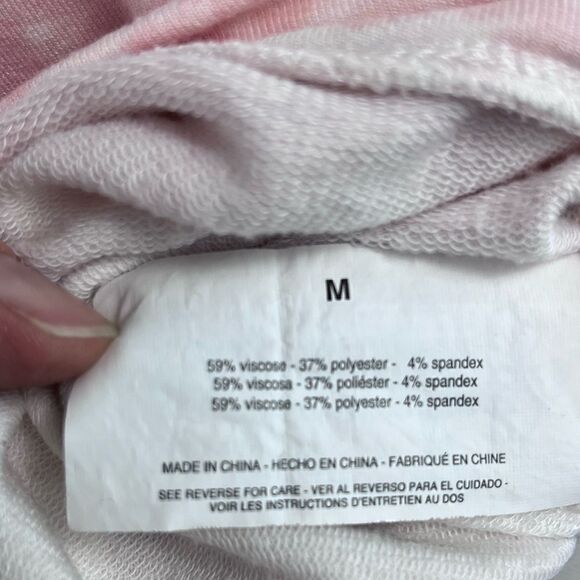 M
59% viscose - 37% polyester - 4% spandex
59% viscosa - 37% poliéster - 4% spandex
59% viscose - 37% polyester - 4% spandex
MADE IN CHINA - HECHO EN CHINA - FABRIQUÉ EN CHINE
SEE REVERSE FOR CARE - VER AL REVERSO PARA EL CUIDADO -
VOIR LES INSTRUCTIONS D'ENTRETIEN AU DOS